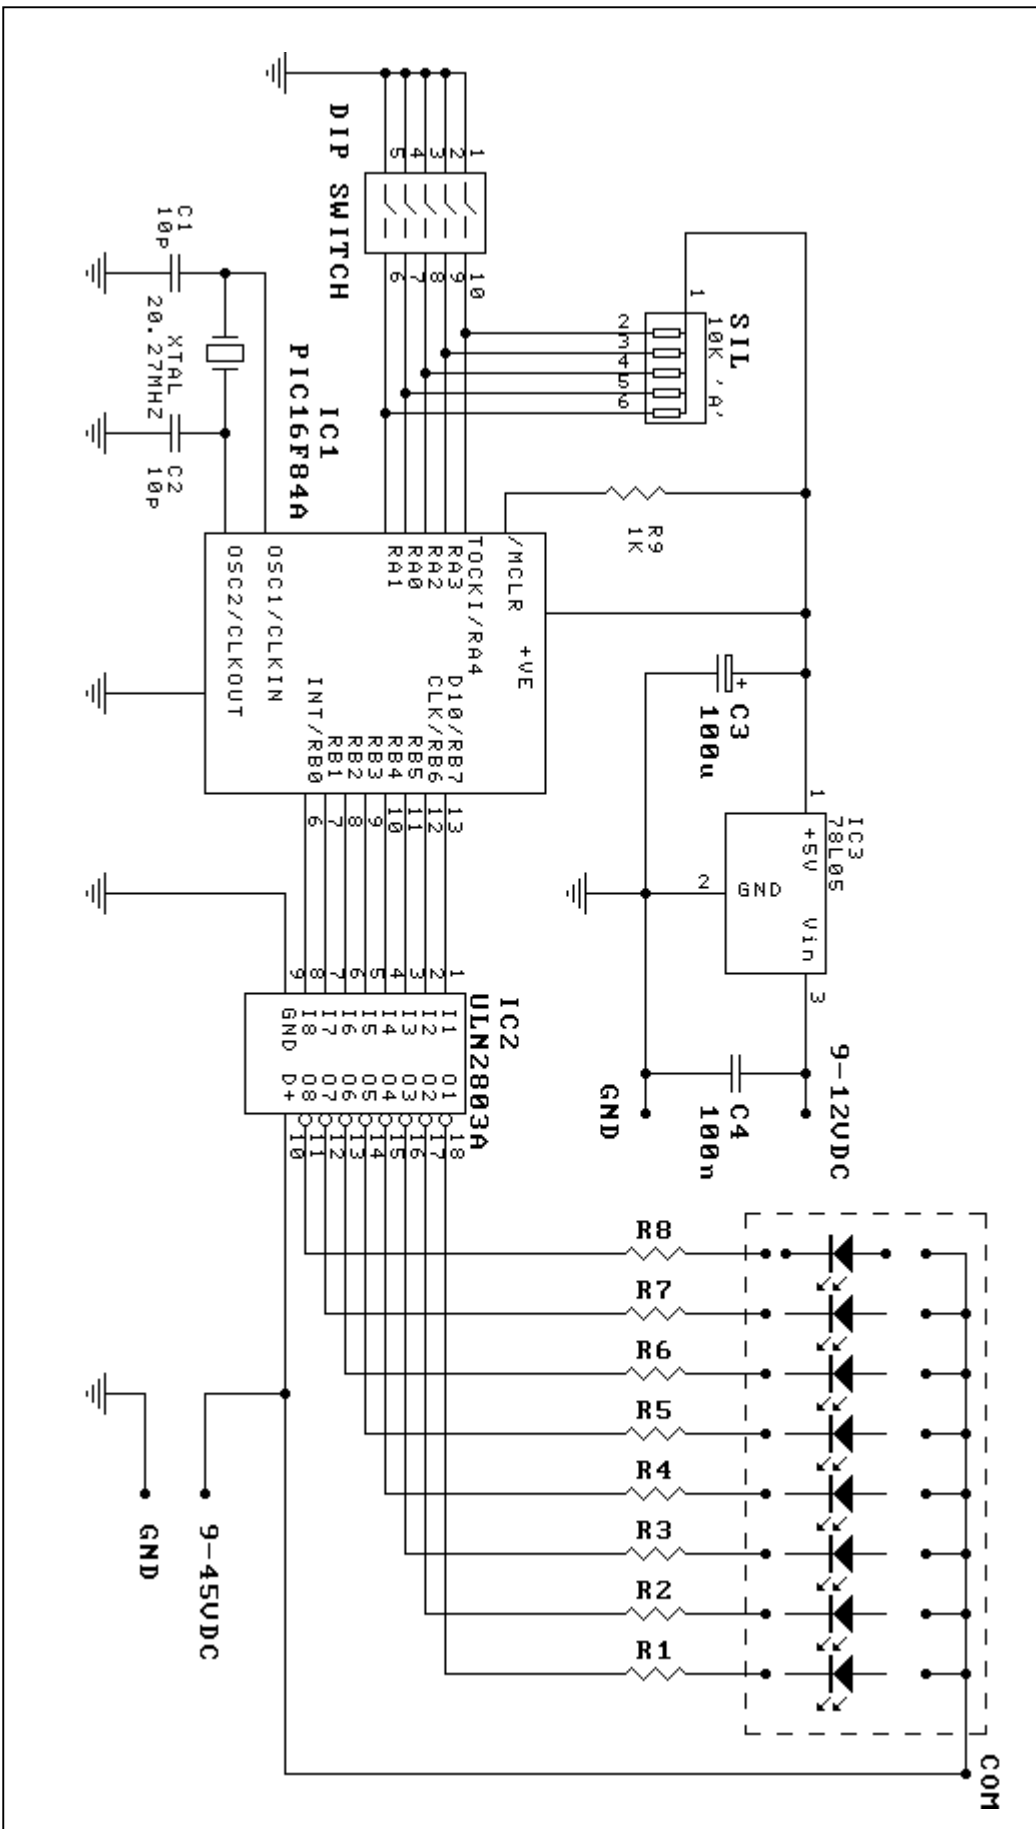 DIP SWITCH
1
2
3
4
5
10
9
8
7
6
SIL
10K 'A'
1
2
3
4
5
6
C1
10p
XTAL
20.27MHZ
C2
10p
IC1
PIC16F84A
R9
1K
/MCLR
+VE
TOCKI/RA4
RA3
RA2
RA0
RA1
OSC1/CLKIN
OSC2/CLKOUT
D10/RB7
CLK/RB6
RB5
RB4
RB3
RB2
RB1
INT/RB0
13
12
11
10
9
8
7
6
C3
100u
+
IC3
78L05
+5V
GND
Vin
1
2
3
9-12VDC
C4
100n
GND
IC2
ULN2803A
1
2
3
4
5
6
7
8
9
I1
I2
I3
I4
I5
I6
I7
I8
GND
O1
O2
O3
O4
O5
O6
O7
O8
D+
18
17
16
15
14
13
12
11
10
R8
R7
R6
R5
R4
R3
R2
R1
COM
9-45VDC
GND